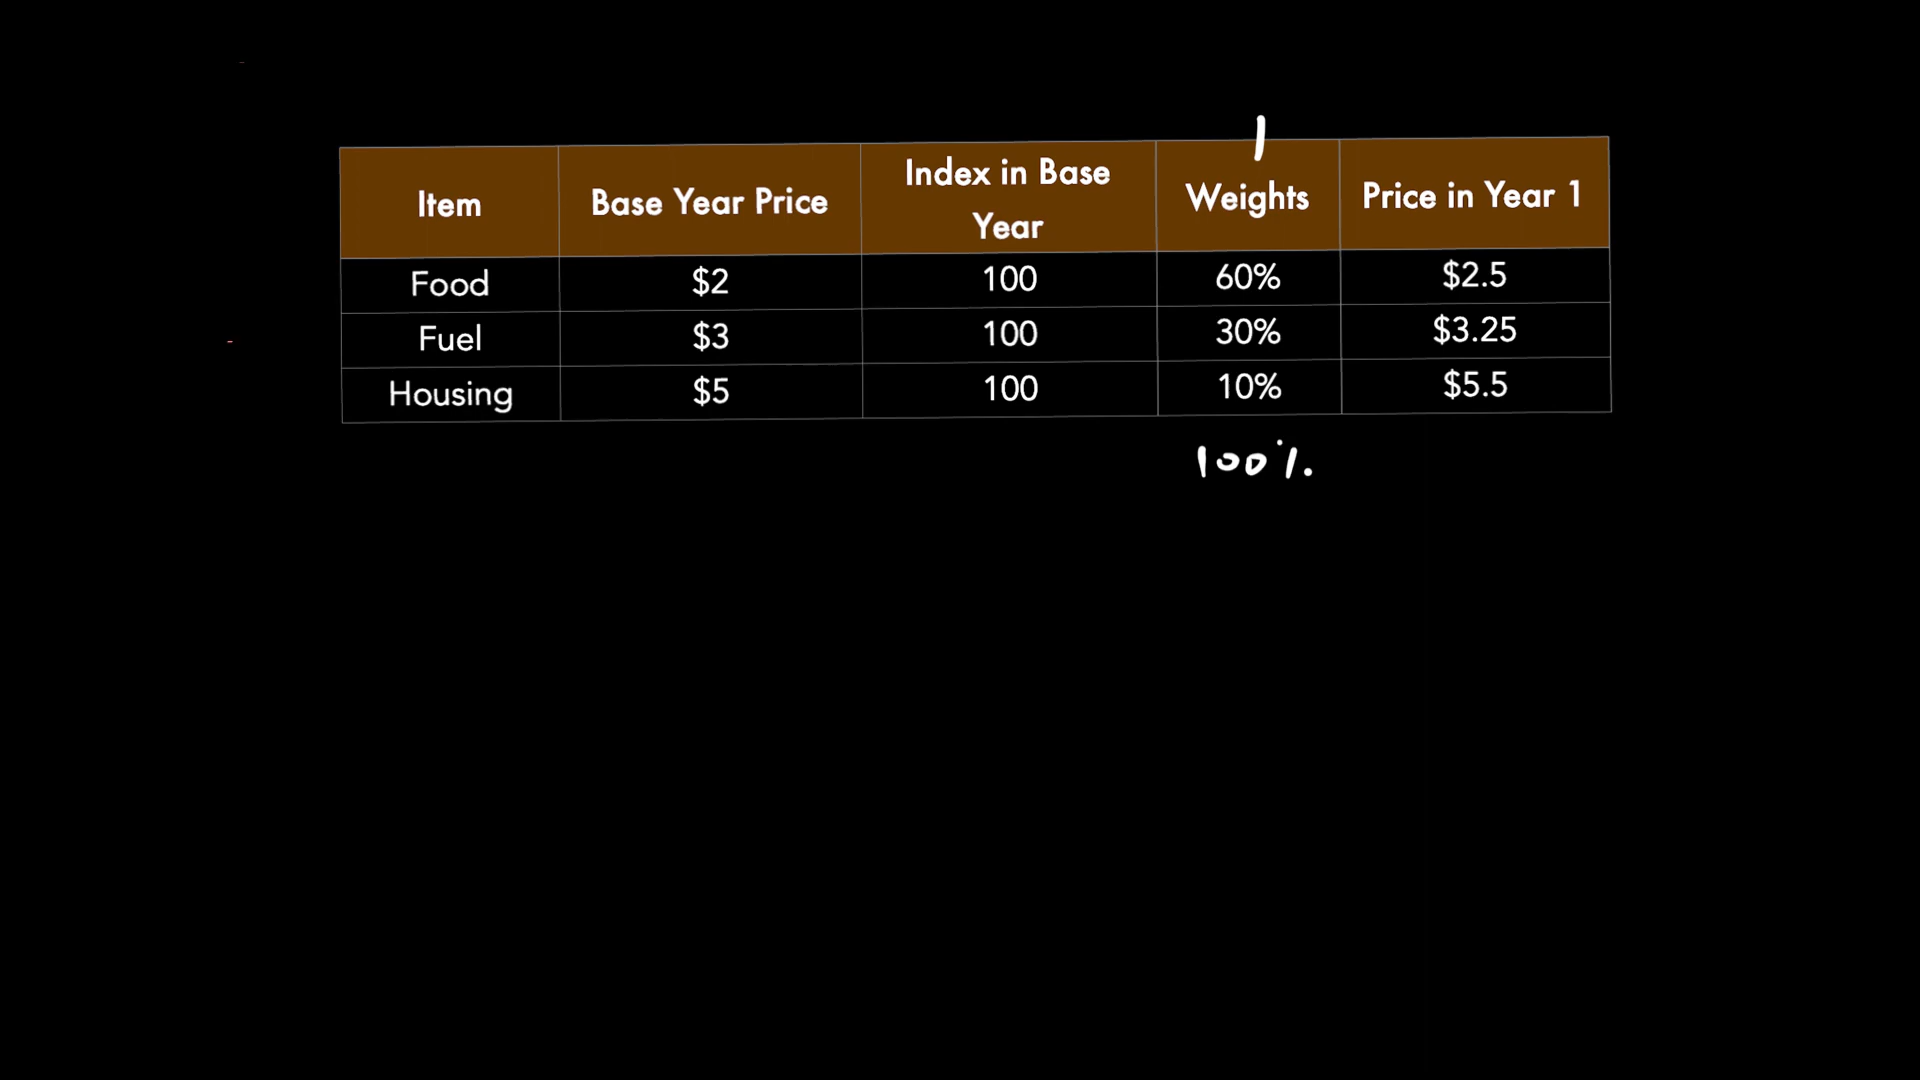 Item Base Year Price Index in Base Year Weights Price in Year 1
Food $2 100 60% $2.5
Fuel $3 100 30% $3.25
Housing $5 100 10% $5.5
100%